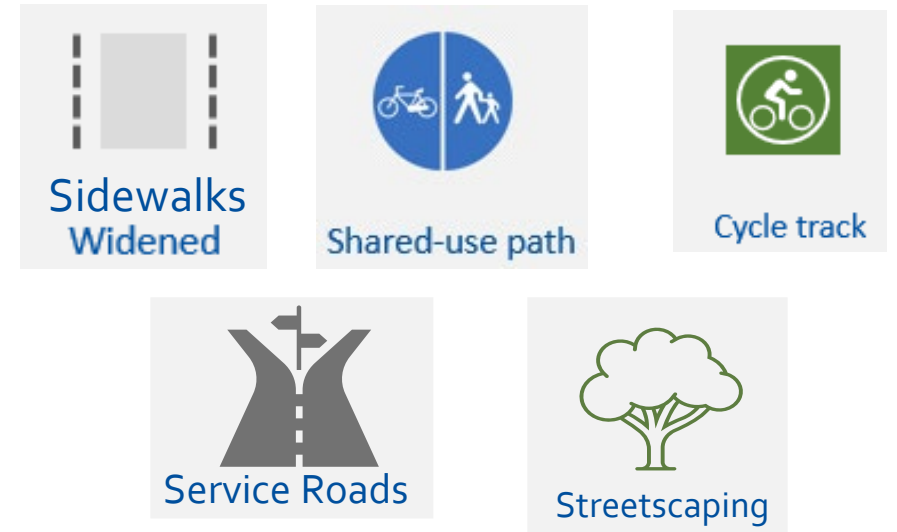 Sidewalks
Widened
Shared-use path
Cycle track
Service Roads
Streetscaping